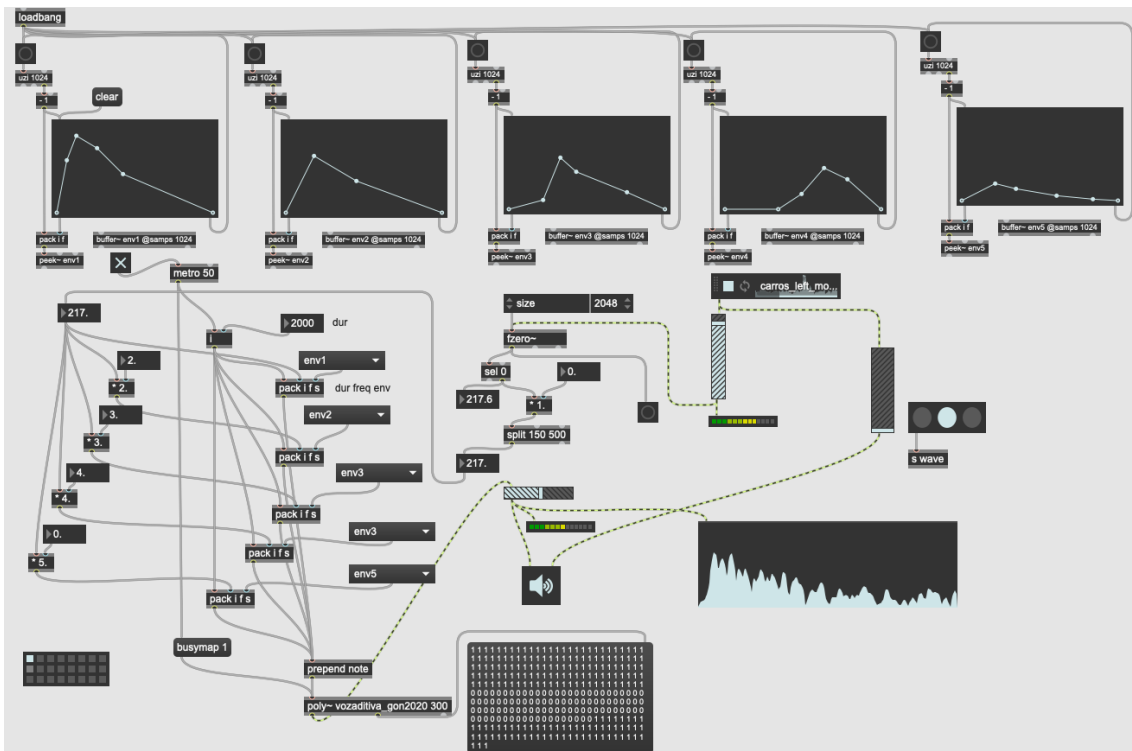 loadbang
uzi 1024
uzi 1024
uzi 1024
uzi 1024
uzi 1024
- 1
- 1
- 1
- 1
- 1
clear
pack i f
buffer~ env1 @samps 1024
pack i f
buffer~ env2 @samps 1024
pack i f
buffer~ env3 @samps 1024
pack i f
buffer~ env4 @samps 1024
pack i f
buffer~ env5 @samps 1024
peek~ env1
peek~ env2
peek~ env3
peek~ env4
peek~ env5
metro 50
carros_left_mo...
size
2048
217.
2000
dur
i
fzero~
env1
2.
sel 0
0.
* 2.
pack i f s
dur freq env
217.6
* 1.
3.
env2
split 150 500
* 3.
pack i f s
217.
s wave
4.
env3
* 4.
pack i f s
0.
env3
* 5.
pack i f s
env5
pack i f s
busymap 1
prepend note
poly~ vozaditiva_gon2020 300